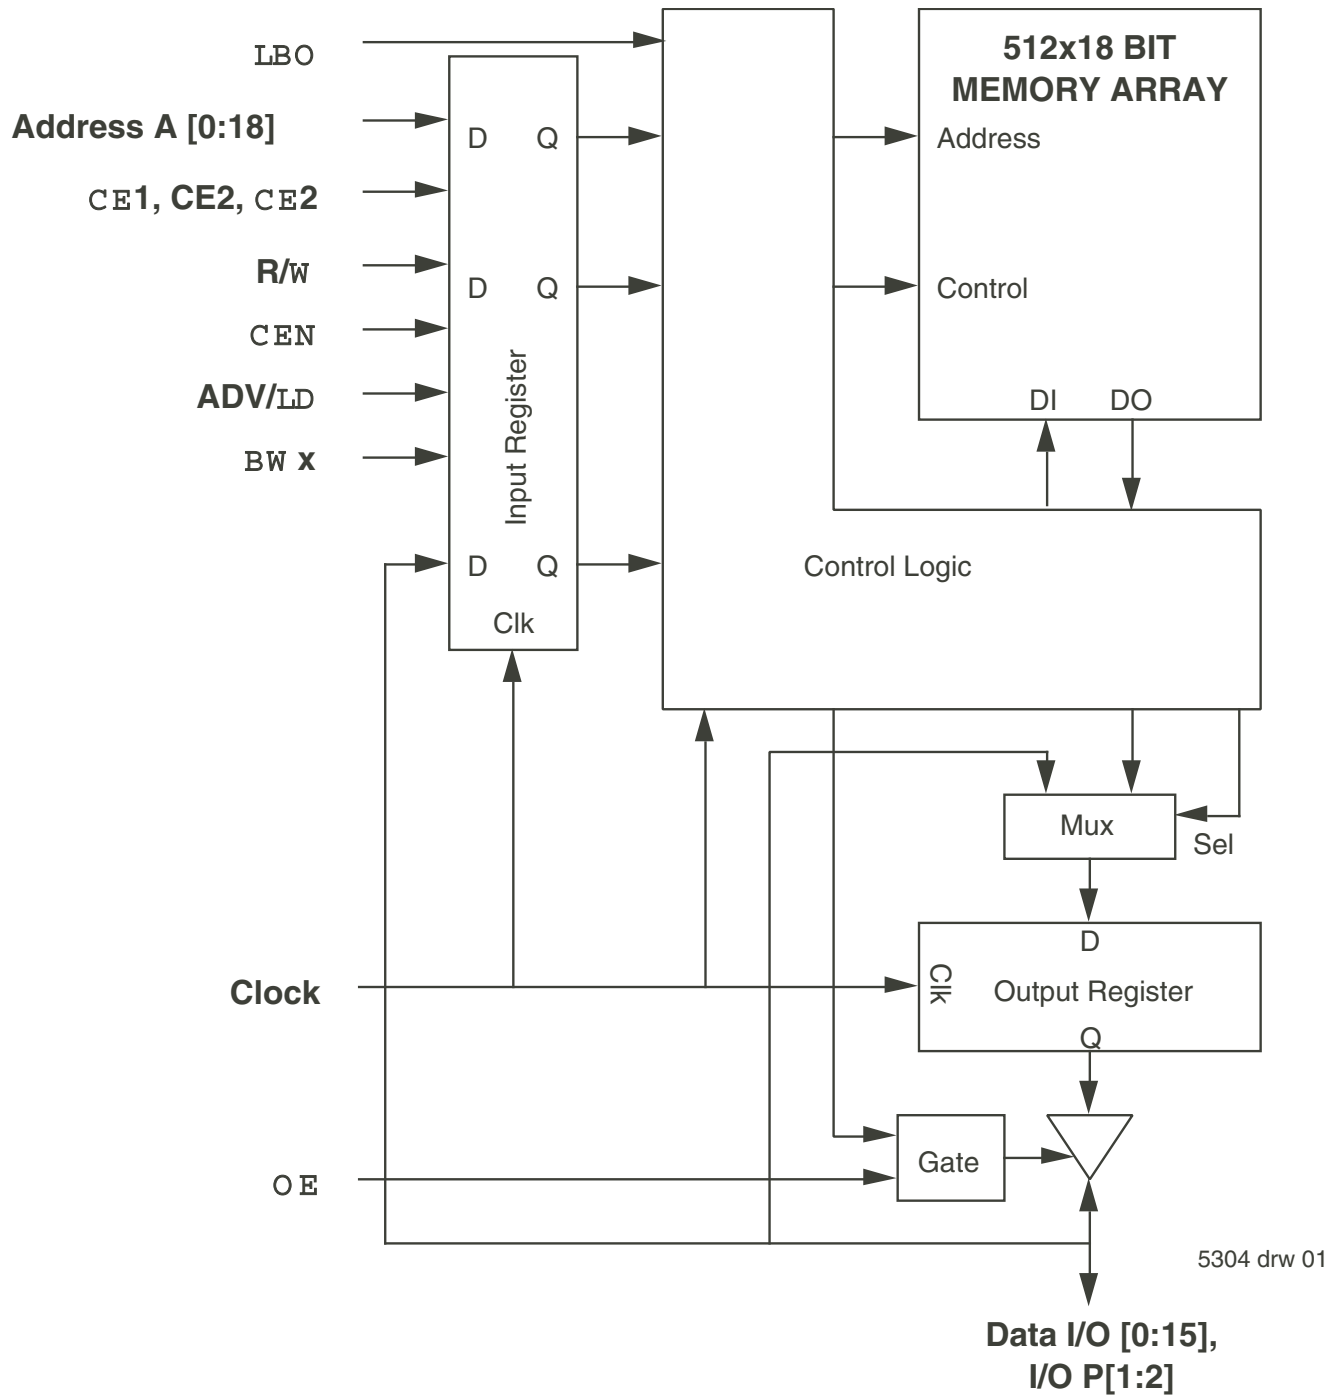 LBO
512x18 BIT
MEMORY ARRAY
Address A [0:18]
D Q
Address
CE1, CE2, CE2
R/W
D Q
Control
CEN
ADV/LD
DI DO
BW x
Input Register
D Q
Control Logic
Clk
Mux
Sel
D
Clock
Clk
Output Register
Q
Gate
OE
5304 drw 01
Data I/O [0:15],
I/O P[1:2]